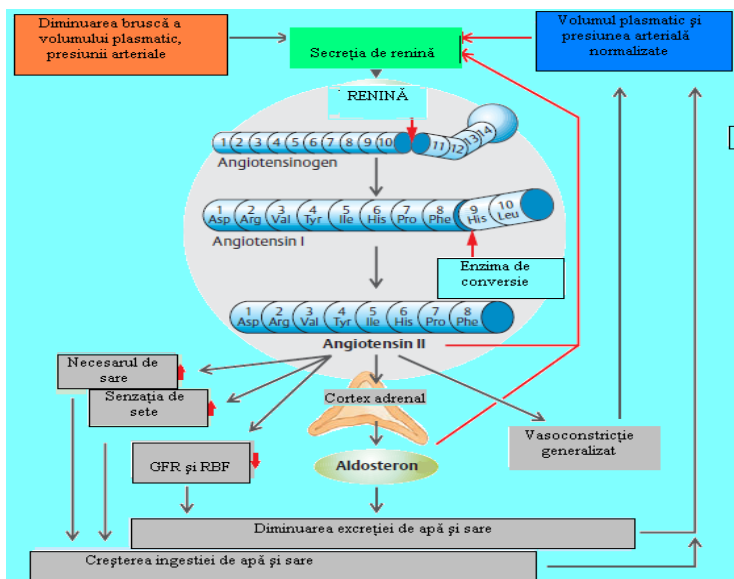 Diminuarea bruscă a
volumului plasmatic,
presiunii arteriale
Secreția de renină
Volumul plasmatic și
presiunea arterială
normalizate
RENINĂ
1 2 3 4 5 6 7 8 9 10 11 12 13 14
Angiotensinogen
1 2 3 4 5 6 7 8 9 10
Asp Arg Val Tyr Ile His Pro Phe His Leu
Angiotensin I
Enzima de
conversie
1 2 3 4 5 6 7 8
Asp Arg Val Tyr Ile His Pro Phe
Angiotensin II
Necesarul de
sare
Senzația de
sete
Cortex adrenal
Vasoconstricție
generalizat
GFR și RBF
Aldosteron
Diminuarea excreției de apă și sare
Creșterea ingestiei de apă și sare